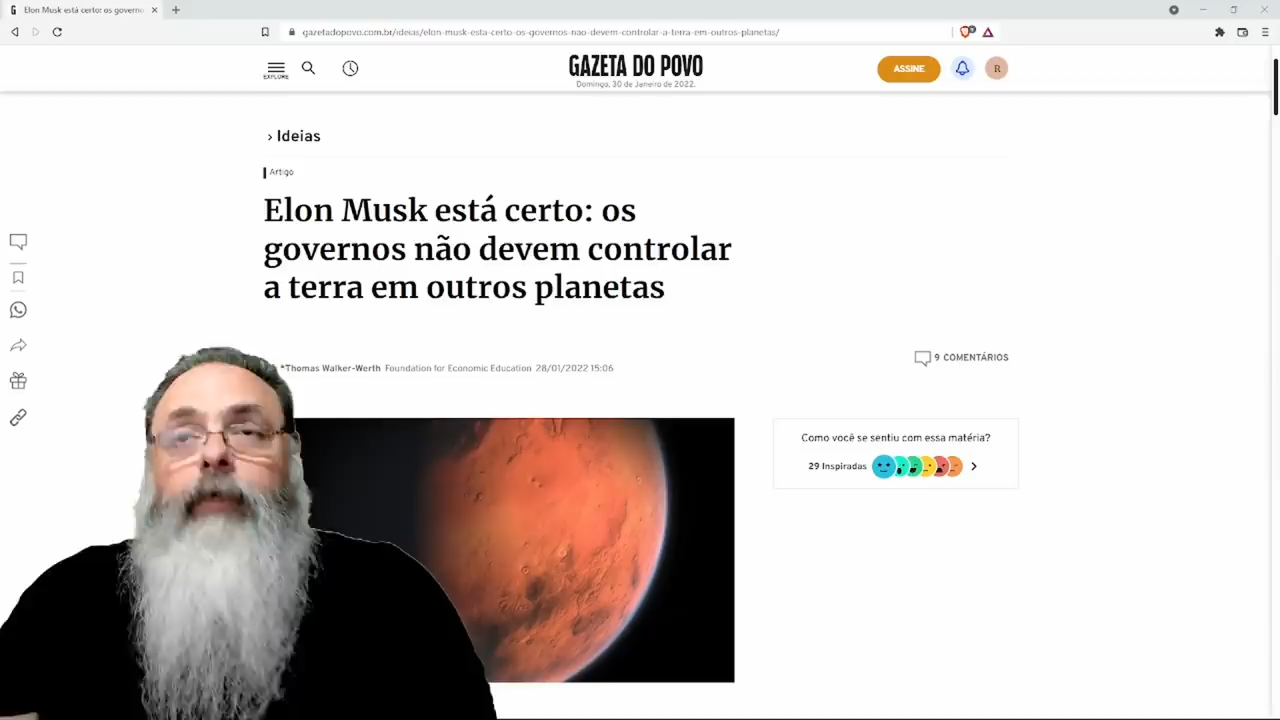 Elon Musk está certo: os governo
gazetadopovo.com.br/ideias/elon-musk-esta-certo-os-governos-nao-devem-controlar-a-terra-em-outros-planetas/
EXPLORE
GAZETA DO POVO
Domingo, 30 de Janeiro de 2022.
ASSINE
R
› Ideias
Artigo
Elon Musk está certo: os
governos não devem controlar
a terra em outros planetas
*Thomas Walker-Werth Foundation for Economic Education 28/01/2022 15:06
9 COMENTÁRIOS
Como você se sentiu com essa matéria?
29 Inspiradas